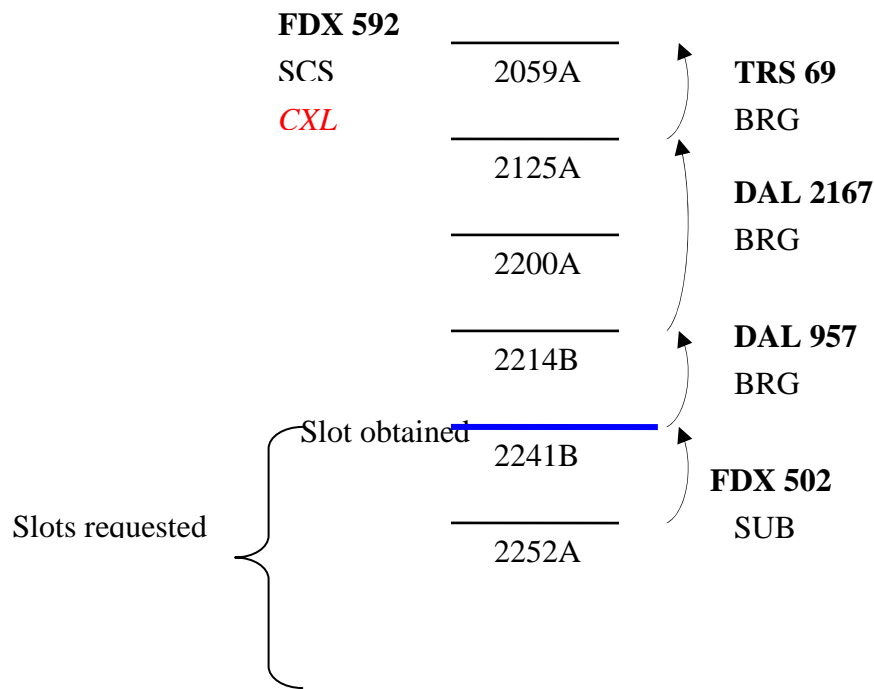 FDX 592
SCS
CXL
2059A
TRS 69
BRG
2125A
DAL 2167
BRG
2200A
DAL 957
BRG
2214B
Slot obtained
2241B
FDX 502
SUB
Slots requested
2252A